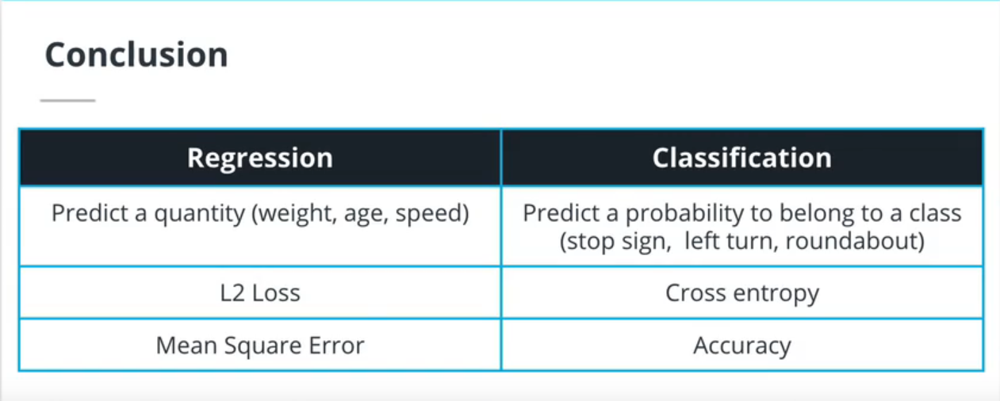 Conclusion
Regression
Classification
Predict a quantity (weight, age, speed)
Predict a probability to belong to a class
(stop sign, left turn, roundabout)
L2 Loss
Cross entropy
Mean Square Error
Accuracy